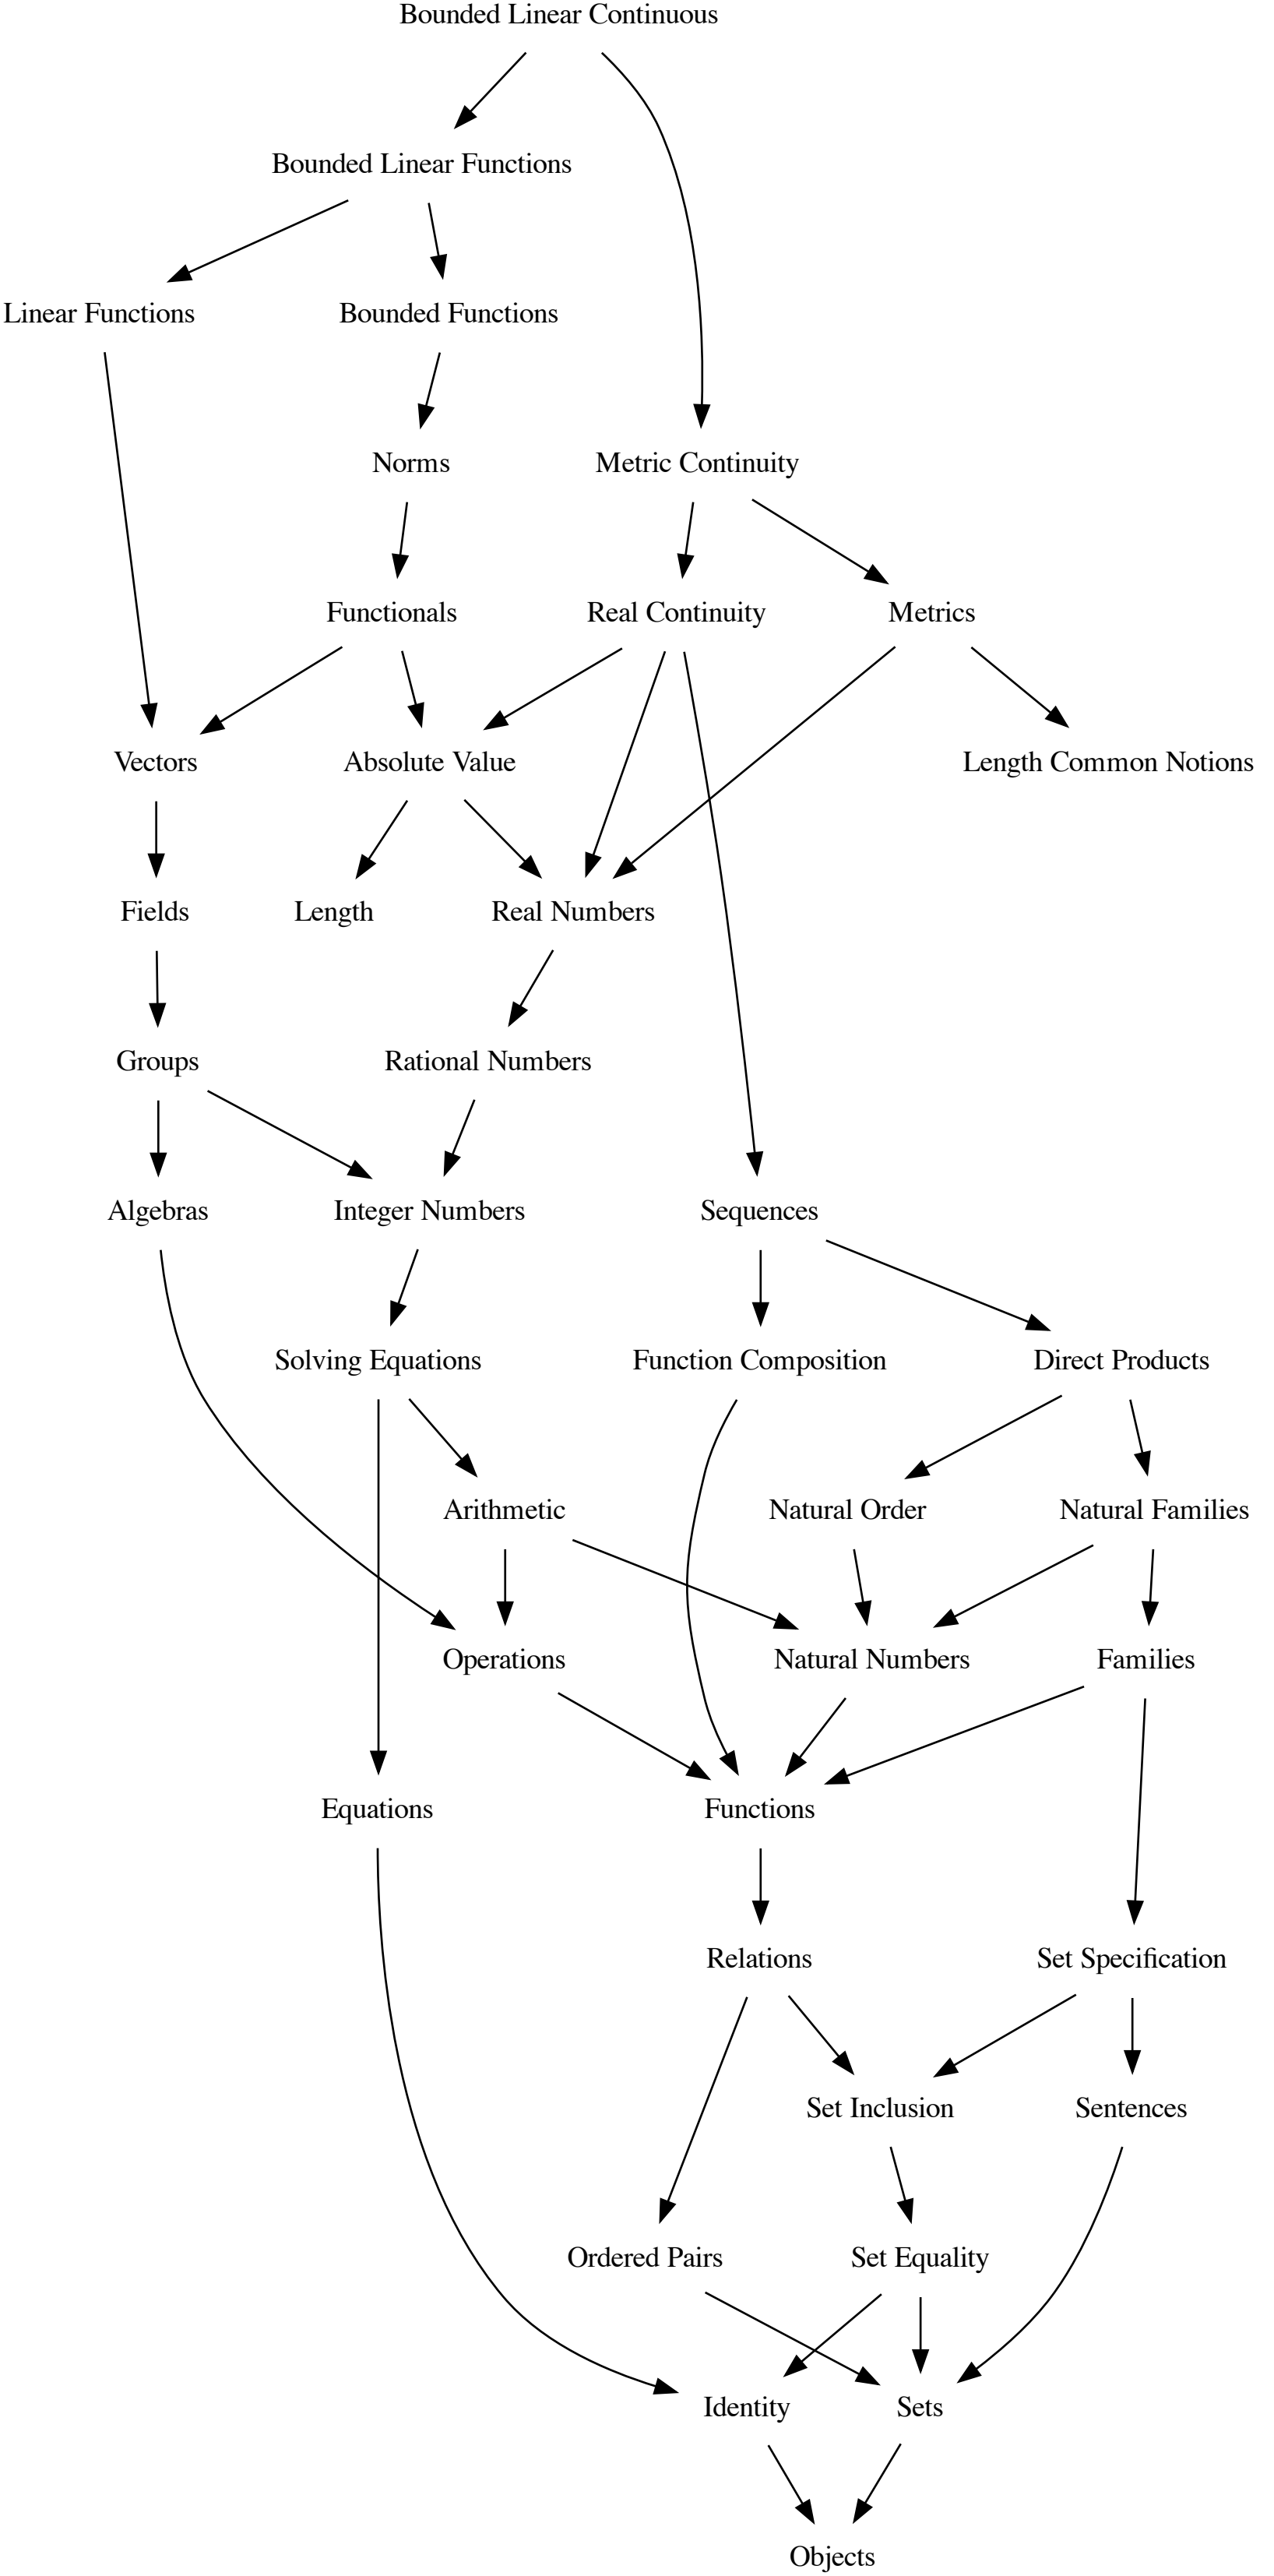 Bounded Linear Continuous
Bounded Linear Functions
Linear Functions
Bounded Functions
Norms
Metric Continuity
Functionals
Real Continuity
Metrics
Vectors
Absolute Value
Length Common Notions
Fields
Length
Real Numbers
Groups
Rational Numbers
Algebras
Integer Numbers
Sequences
Solving Equations
Function Composition
Direct Products
Arithmetic
Natural Order
Natural Families
Operations
Natural Numbers
Families
Equations
Functions
Relations
Set Specification
Set Inclusion
Sentences
Ordered Pairs
Set Equality
Identity
Sets
Objects